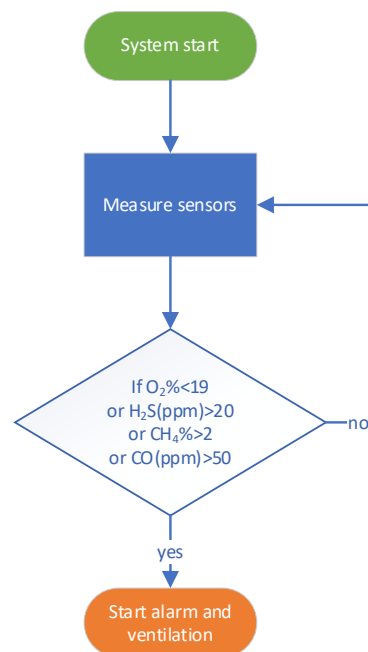 System start
Measure sensors
If O₂%<19
or H₂S(ppm)>20
or CH₄%>2
or CO(ppm)>50
no
yes
Start alarm and
ventilation